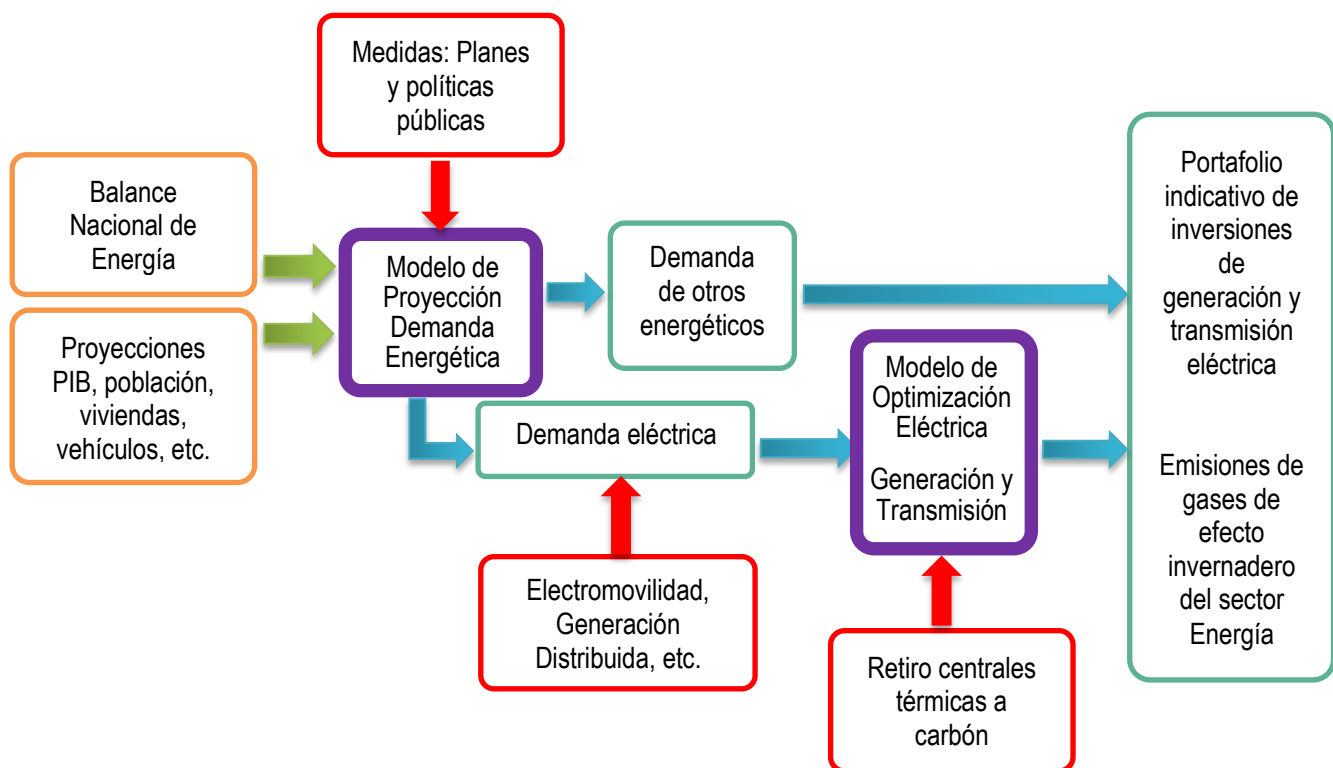 Medidas: Planes
y políticas
públicas
Balance
Nacional de
Energía
Proyecciones
PIB, población,
viviendas,
vehículos, etc.
Modelo de
Proyección
Demanda
Energética
Demanda
de otros
energéticos
Demanda eléctrica
Electromovilidad,
Generación
Distribuida, etc.
Modelo de
Optimización
Eléctrica
Generación y
Transmisión
Retiro centrales
térmicas a
carbón
Portafolio
indicativo de
inversiones
de
generación y
transmisión
eléctrica
Emisiones de
gases de
efecto
invernadero
del sector
Energía